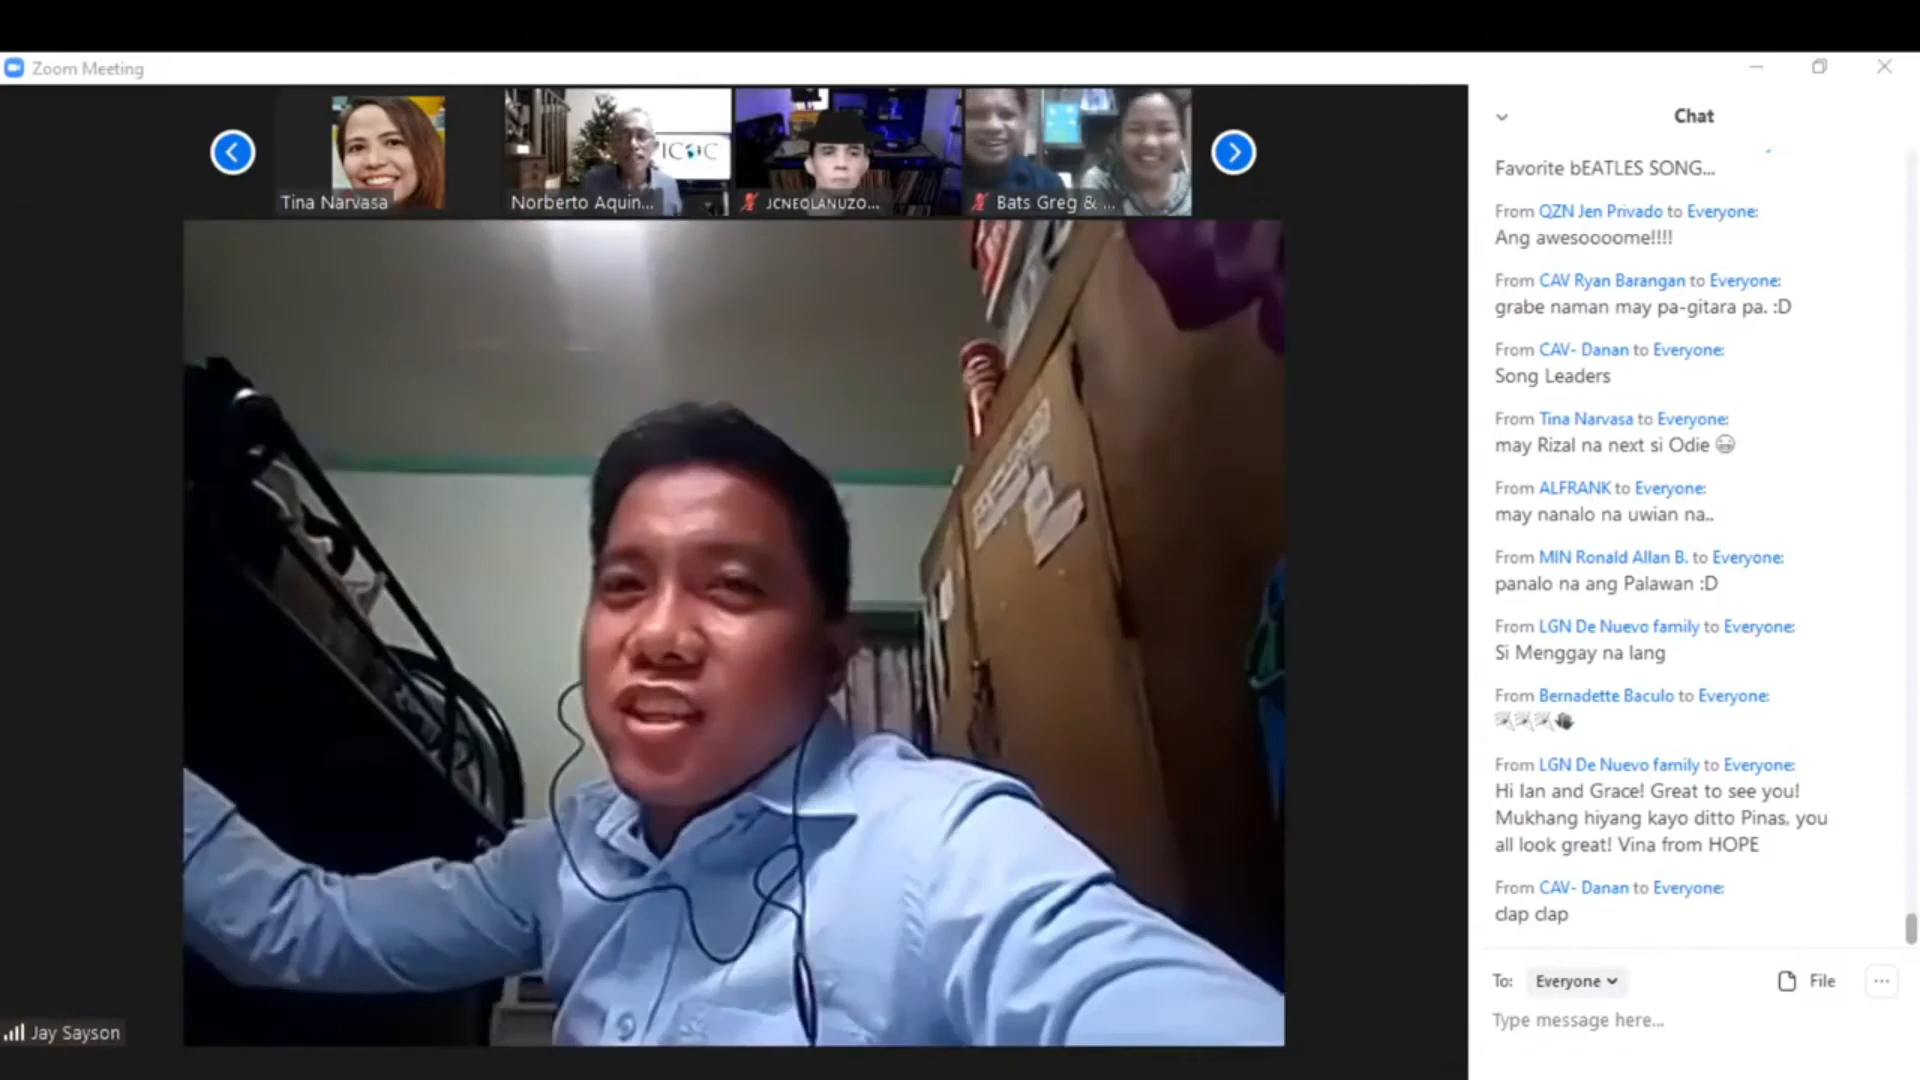 Zoom Meeting
Tina Narvasa
Norberto Aquin...
ICOC
JCNEOLANUZO...
Bats Greg & ...
Jay Sayson
Chat
Favorite bEATLES SONG...
From QZN Jen Privado to Everyone:
Ang awesoooome!!!!
From CAV Ryan Barangan to Everyone:
grabe naman may pa-gitara pa. :D
From CAV- Danan to Everyone:
Song Leaders
From Tina Narvasa to Everyone:
may Rizal na next si Odie 😂
From ALFRANK to Everyone:
may nanalo na uwian na..
From MIN Ronald Allan B. to Everyone:
panalo na ang Palawan :D
From LGN De Nuevo family to Everyone:
Si Menggay na lang
From Bernadette Baculo to Everyone:
👏👏👏👏
From LGN De Nuevo family to Everyone:
Hi Ian and Grace! Great to see you!
Mukhang hiyang kayo ditto Pinas, you
all look great! Vina from HOPE
From CAV- Danan to Everyone:
clap clap
To: Everyone File ...
Type message here...